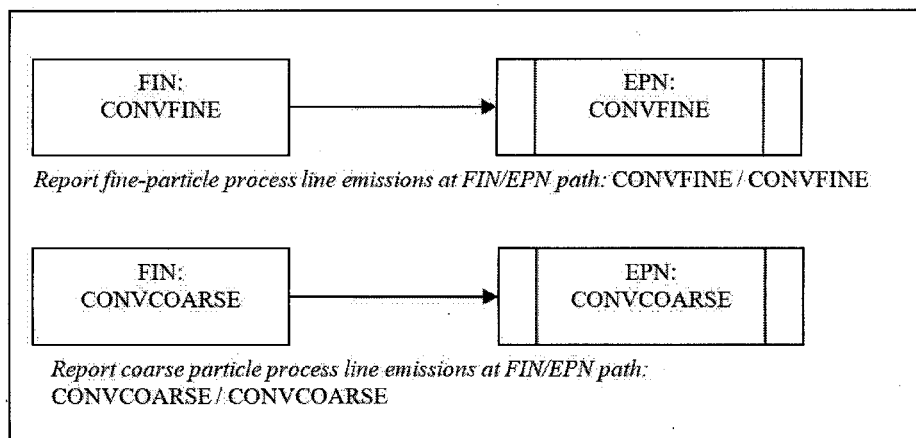 FIN:
CONVFINE
EPN:
CONVFINE
Report fine-particle process line emissions at FIN/EPN path: CONVFINE / CONVFINE
FIN:
CONVCOARSE
EPN:
CONVCOARSE
Report coarse particle process line emissions at FIN/EPN path:
CONVCOARSE / CONVCOARSE